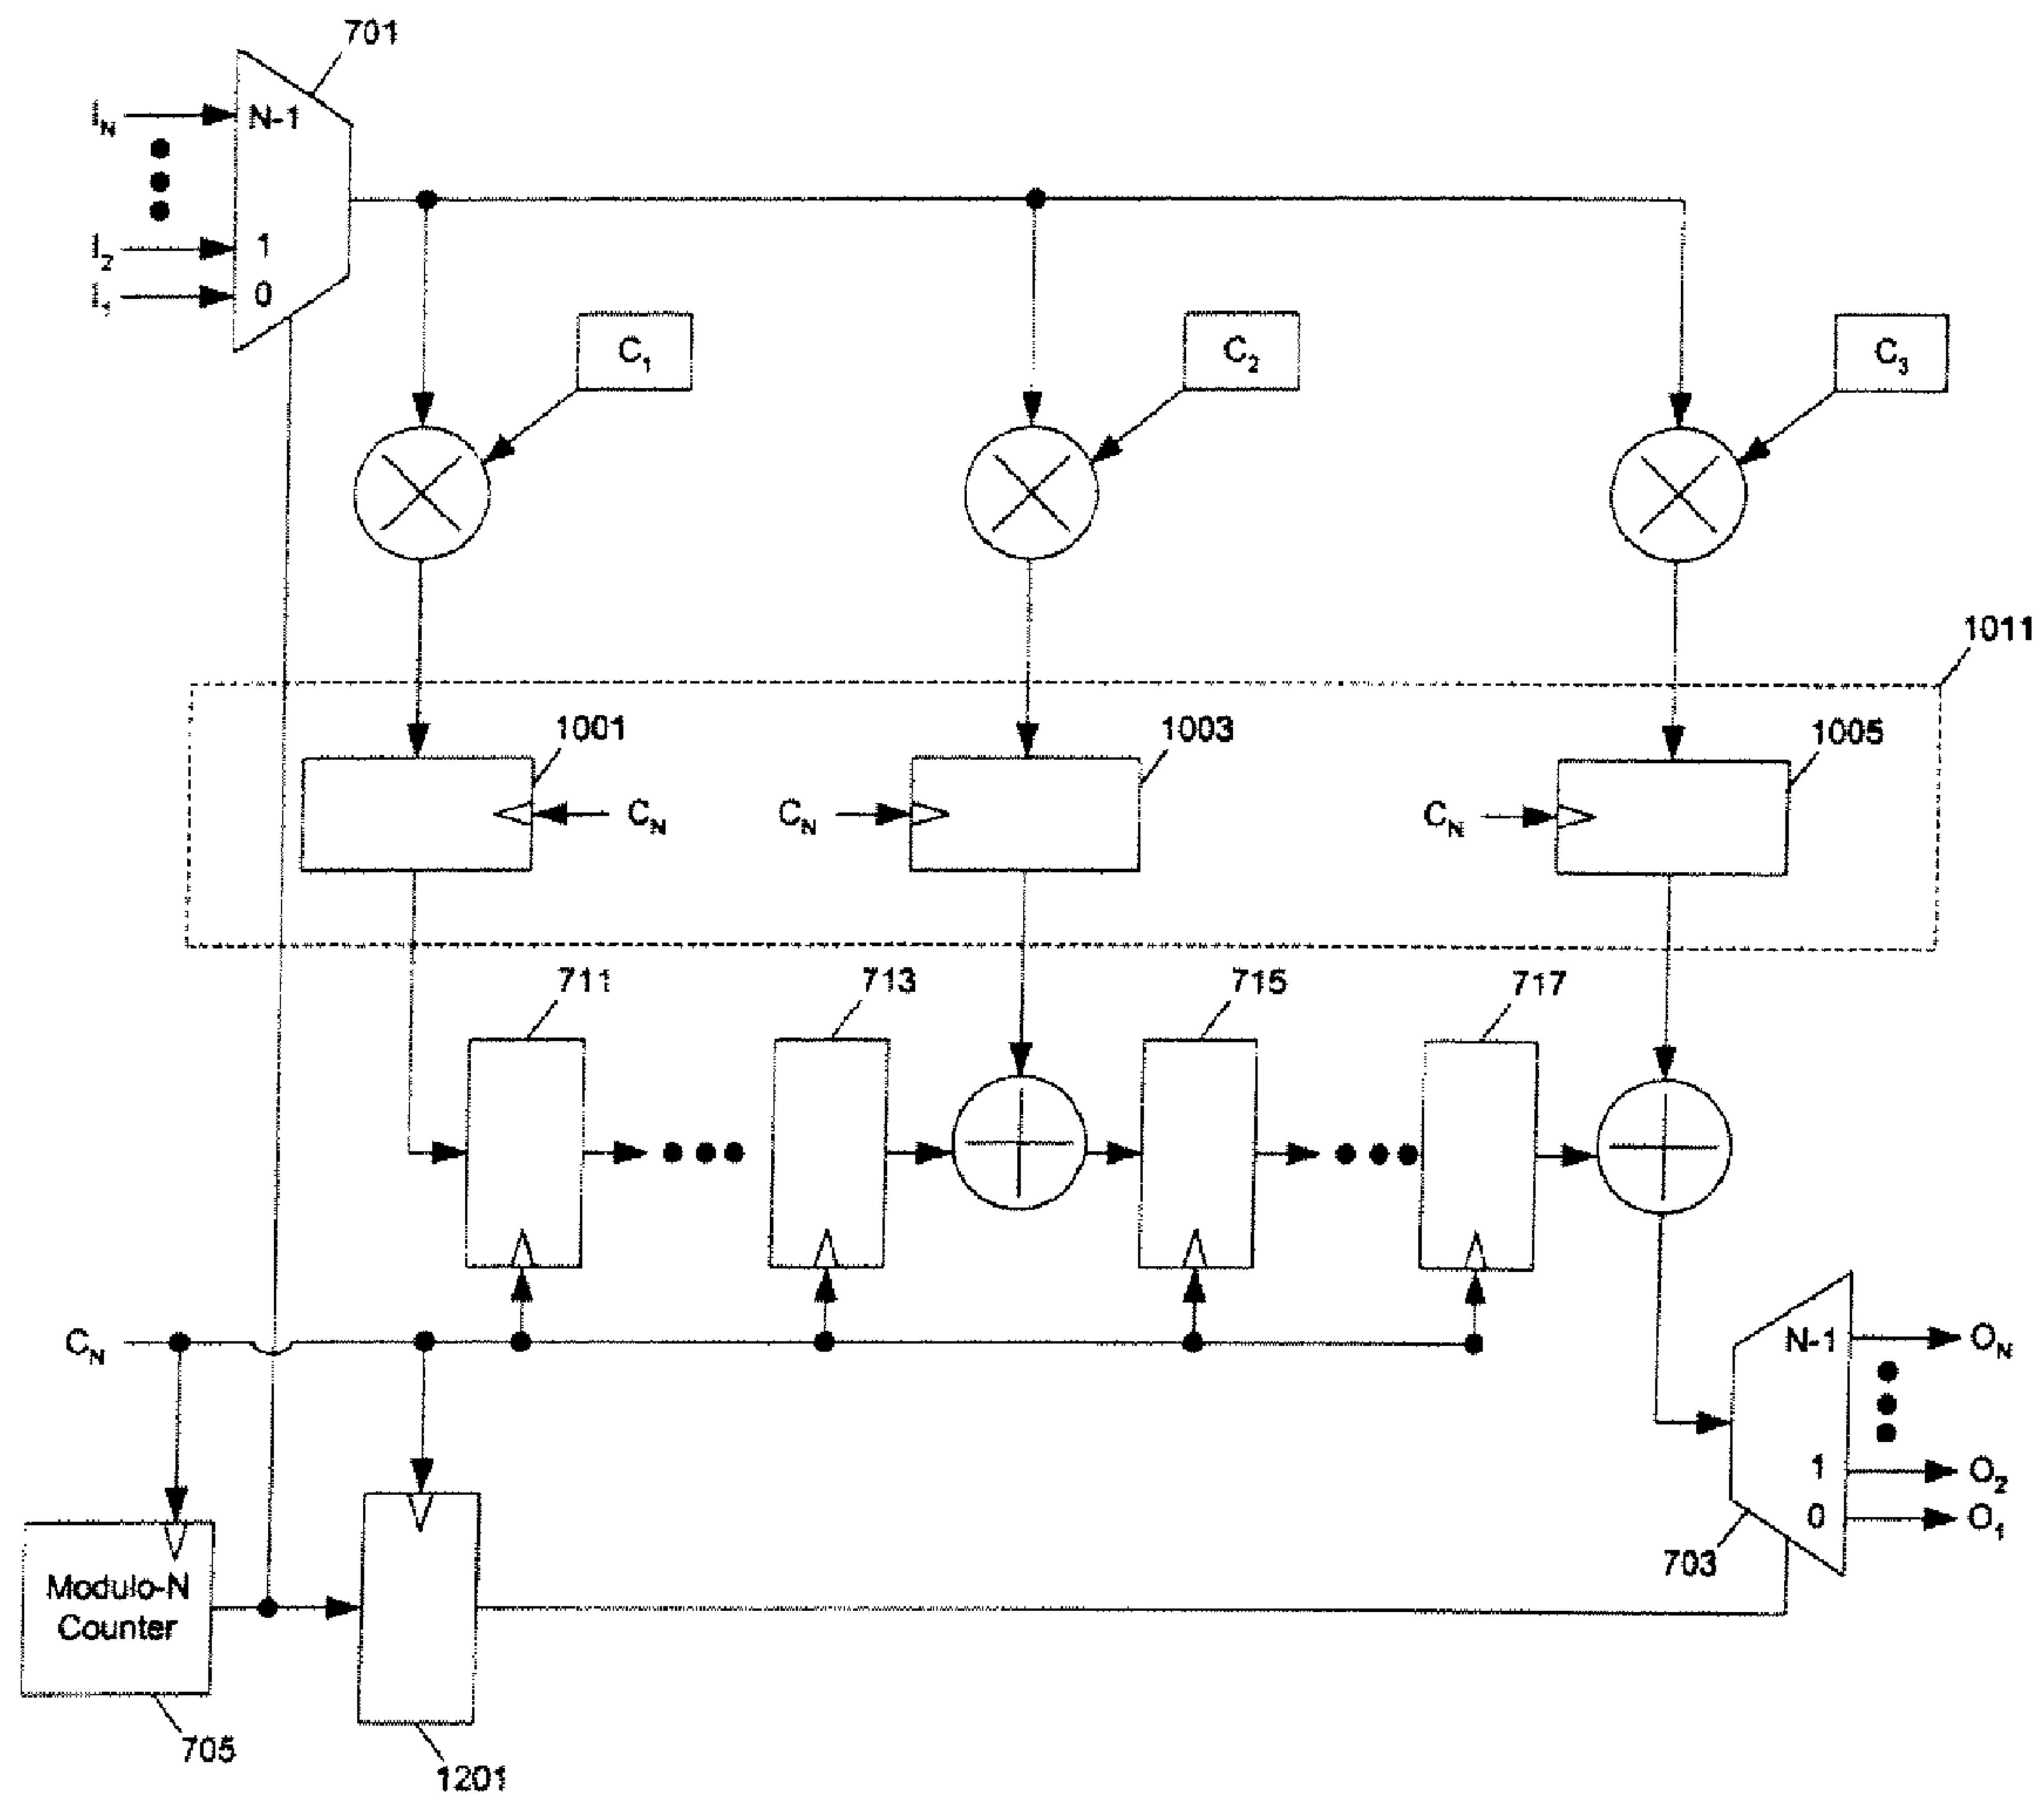 701
I_N N-1
I_2 1
I_1 0
C_1 C_2 C_3
1011
1001 1003 1005
C_N C_N C_N
711 713 715 717
C_N
N-1 O_N
1 O_2
0 O_1
703
Modulo-N
Counter
705
1201